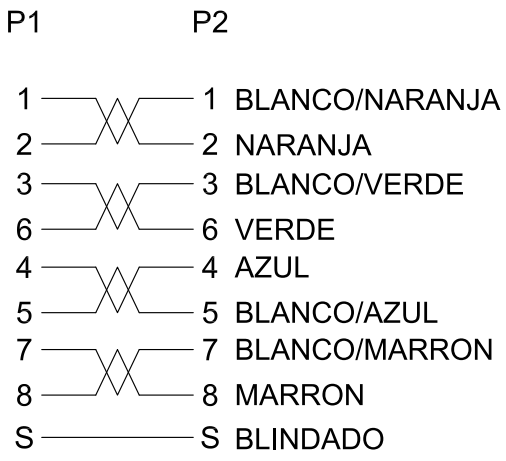 P1 P2
1 1 BLANCO/NARANJA
2 2 NARANJA
3 3 BLANCO/VERDE
6 6 VERDE
4 4 AZUL
5 5 BLANCO/AZUL
7 7 BLANCO/MARRON
8 8 MARRON
S S BLINDADO